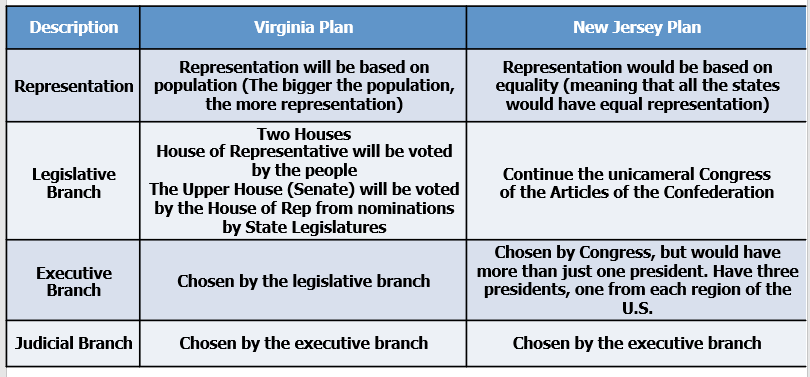 Description
Virginia Plan
New Jersey Plan
Representation
Representation will be based on
population (The bigger the population,
the more representation)
Representation would be based on
equality (meaning that all the states
would have equal representation)
Legislative
Branch
Two Houses
House of Representative will be voted
by the people
The Upper House (Senate) will be voted
by the House of Rep from nominations
by State Legislatures
Continue the unicameral Congress
of the Articles of the Confederation
Executive
Branch
Chosen by the legislative branch
Chosen by Congress, but would have
more than just one president. Have three
presidents, one from each region of the
U.S.
Judicial Branch
Chosen by the executive branch
Chosen by the executive branch